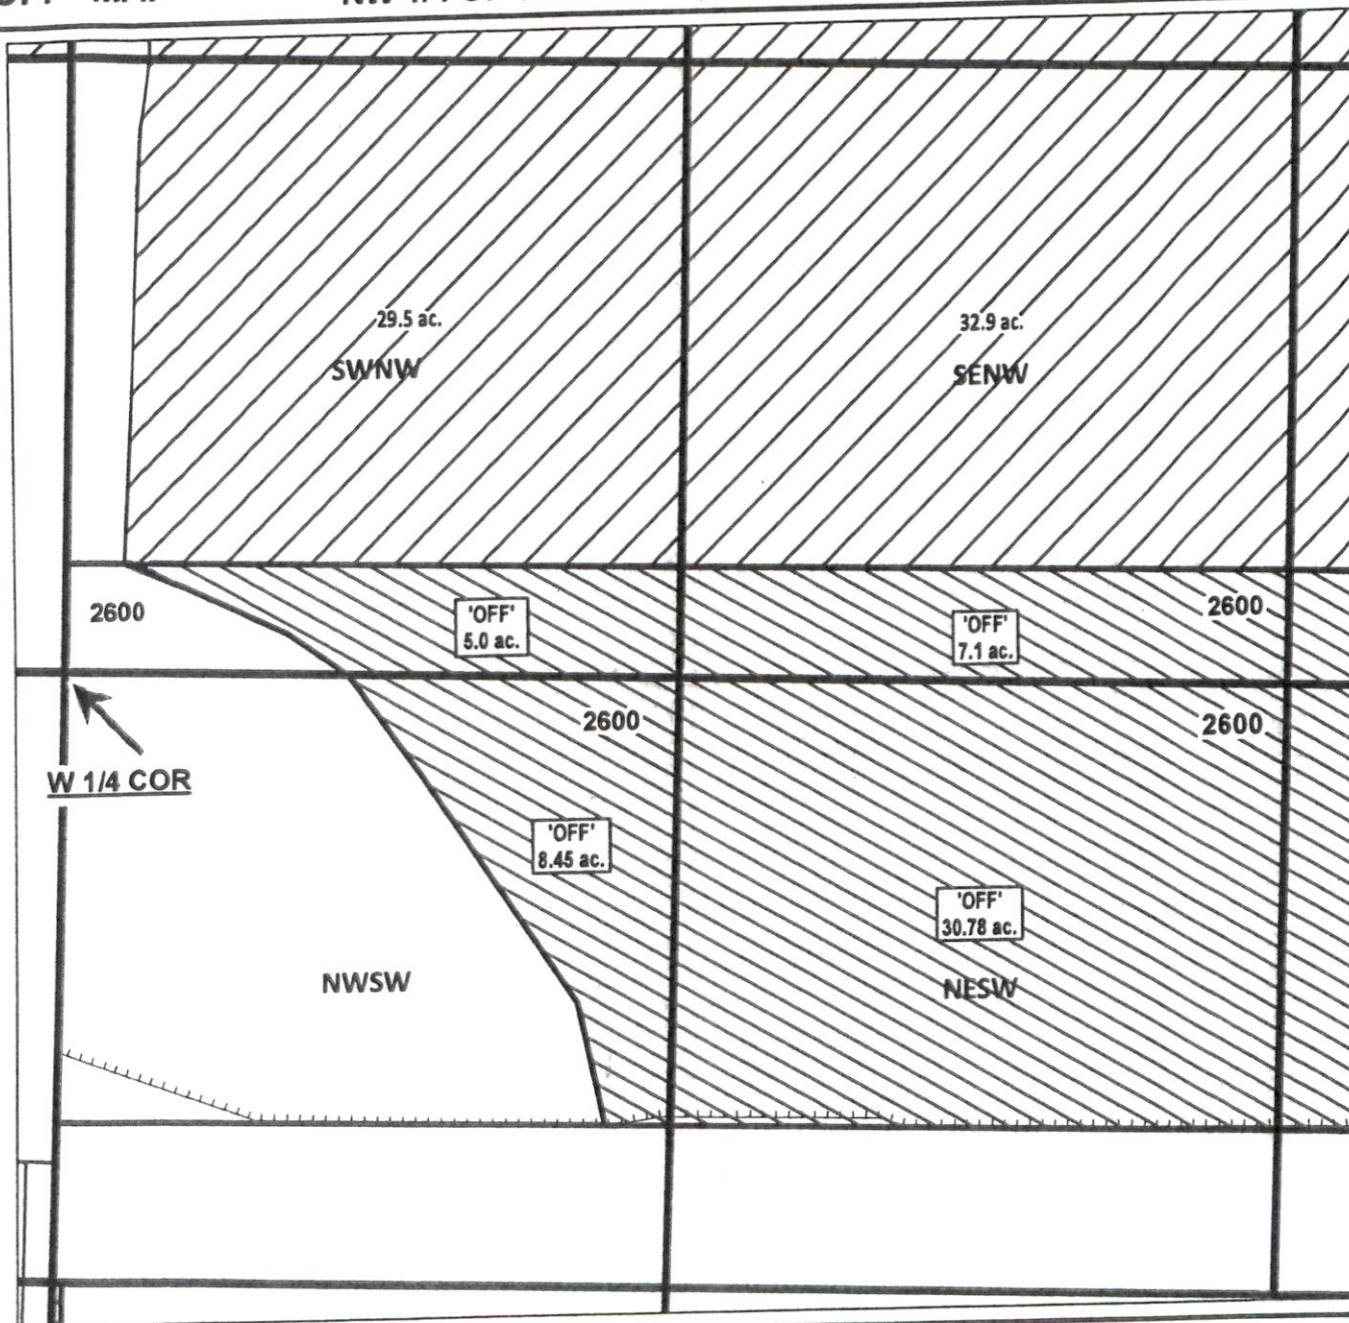 29.5 ac.
SWNW
32.9 ac.
SENW
2600
'OFF'
5.0 ac.
'OFF'
7.1 ac.
2600
2600
2600
W 1/4 COR
'OFF'
8.45 ac.
'OFF'
30.78 ac.
NWSW
NESW